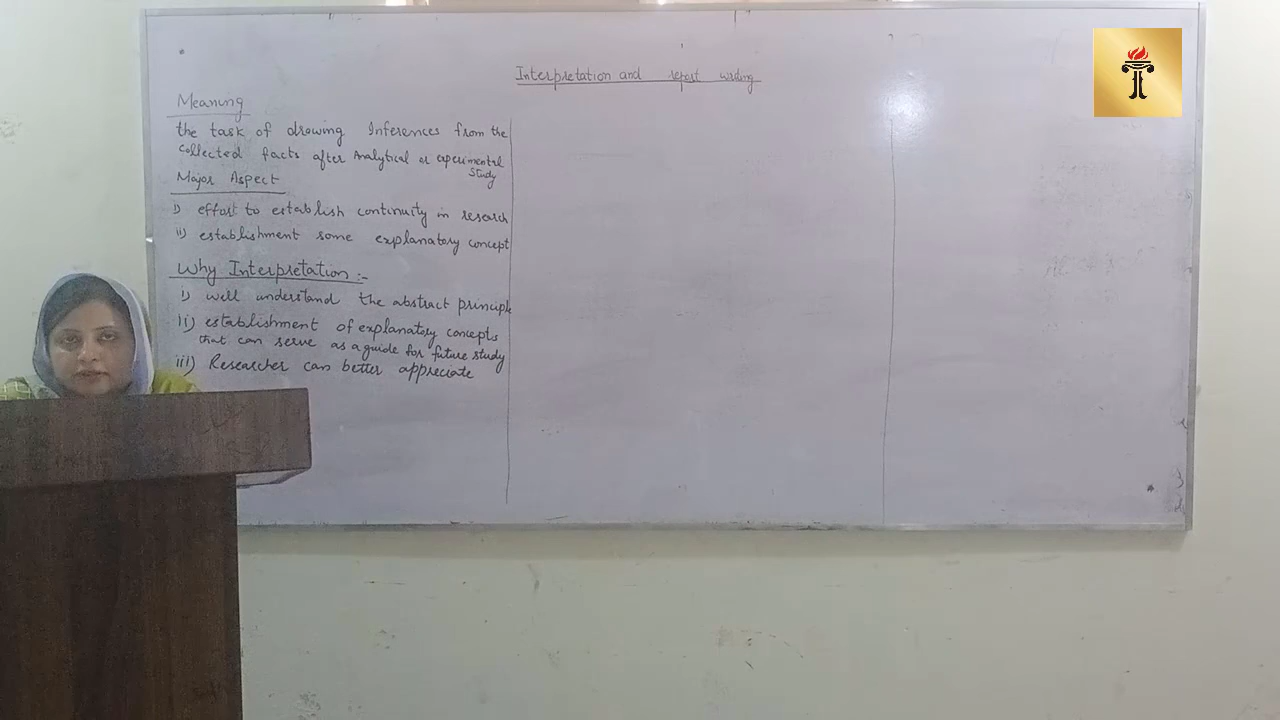 Interpretation and report writing
Meaning
the task of drawing Inferences from the
collected facts after Analytical or experimental
Study
Major Aspect
i) effort to establish continuity in research
ii) establishment some explanatory concept
Why Interpretation :-
i) well understand the abstract principle
ii) establishment of explanatory concepts
that can serve as a guide for future study
iii) Researcher can better appreciate